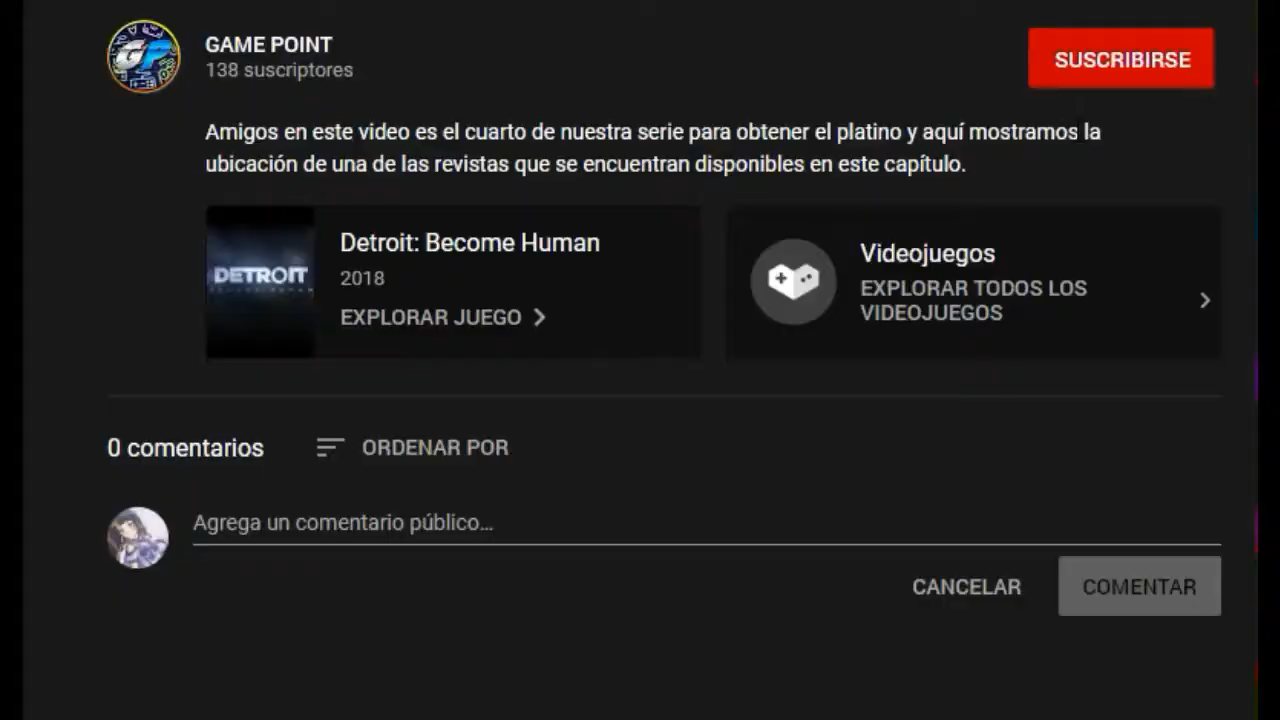 GP
GAME POINT
138 suscriptores
SUSCRIBIRSE
Amigos en este video es el cuarto de nuestra serie para obtener el platino y aquí mostramos la
ubicación de una de las revistas que se encuentran disponibles en este capítulo.
DETROIT
Detroit: Become Human
2018
EXPLORAR JUEGO
Videojuegos
EXPLORAR TODOS LOS
VIDEOJUEGOS
0 comentarios
ORDENAR POR
Agrega un comentario público...
CANCELAR
COMENTAR